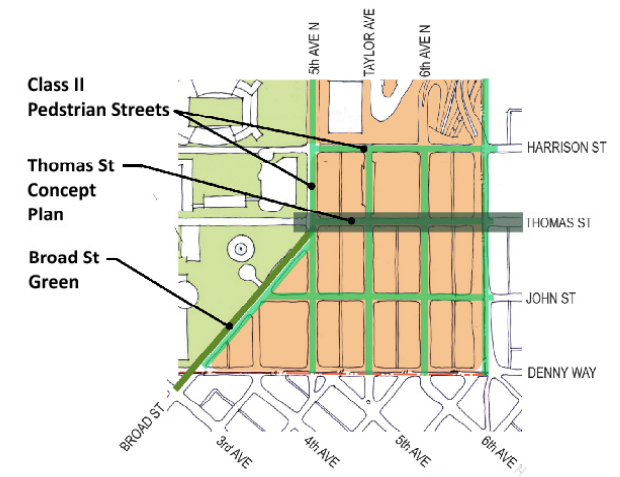 5th AVE N
TAYLOR AVE
6th AVE N
Class II
Pedstrian Streets
HARRISON ST
Thomas St
Concept
Plan
THOMAS ST
Broad St
Green
JOHN ST
DENNY WAY
BROAD ST
3rd AVE
4th AVE
5th AVE
6th AVE